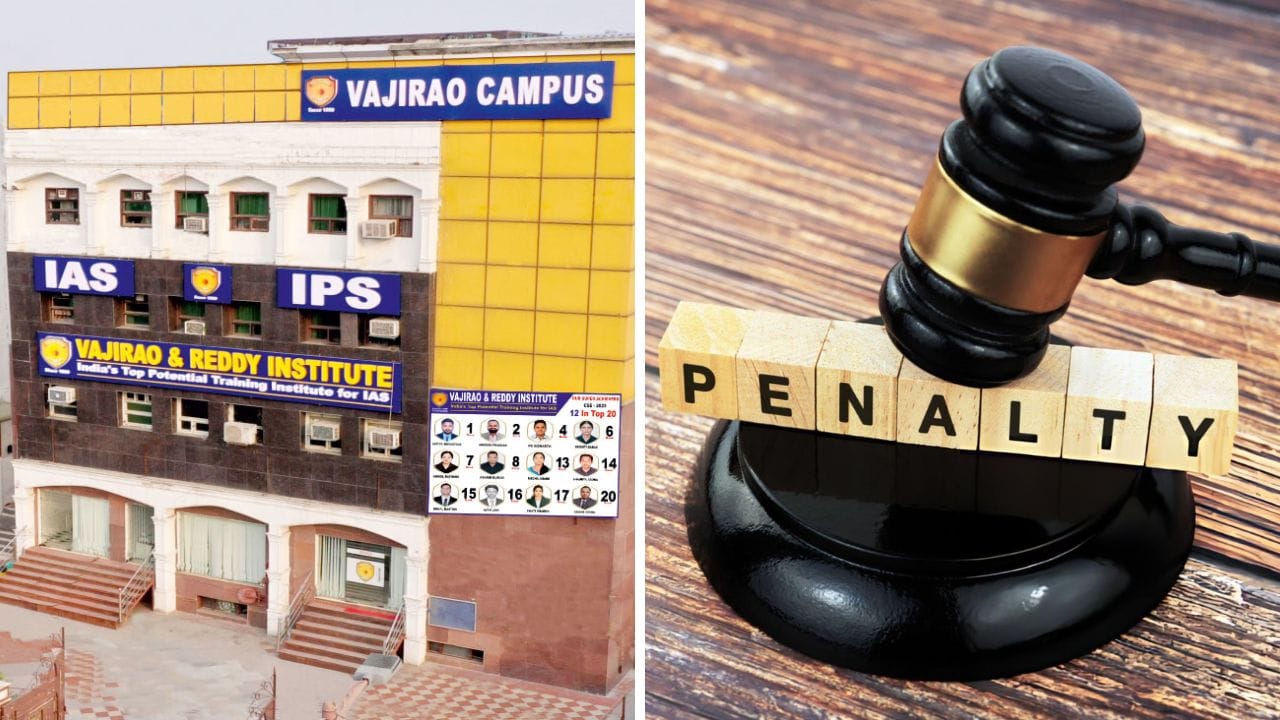 VAJIRAO CAMPUS
Since 1989
IAS
IPS
VAJIRAO & REDDY INSTITUTE
India's Top Potential Training Institute for IAS
VAJIRAO & REDDY INSTITUTE
India's Top Potential Training Institute for IAS
12 In Top 20
1 2 4 6
7 8 13 14
15 16 17 20
PENALTY